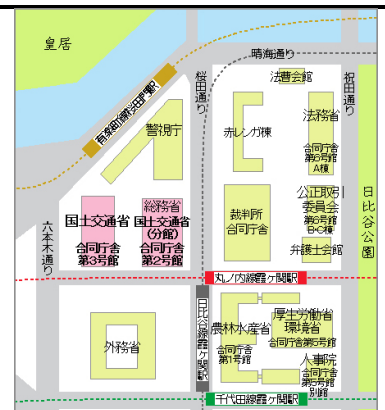 皇居
晴海通り
桜田通り
祝田通り
法曹会館
有楽町線桜田門駅
警視庁
赤レンガ棟
法務省
合同庁舎
第6号館
A棟
公正取引
委員会
第6号館
B・C棟
日比谷公園
六本木通り
国土交通省
合同庁舎
第3号館
総務省
国土交通省
(分館)
合同庁舎
第2号館
裁判所
合同庁舎
弁護士会館
丸ノ内線霞ヶ関駅
日比谷線霞ヶ関駅
外務省
農林水産省
合同庁舎
第1号館
厚生労働省
環境省
合同庁舎第5号館
人事院
合同庁舎
第5号館
別館
千代田線霞ヶ関駅